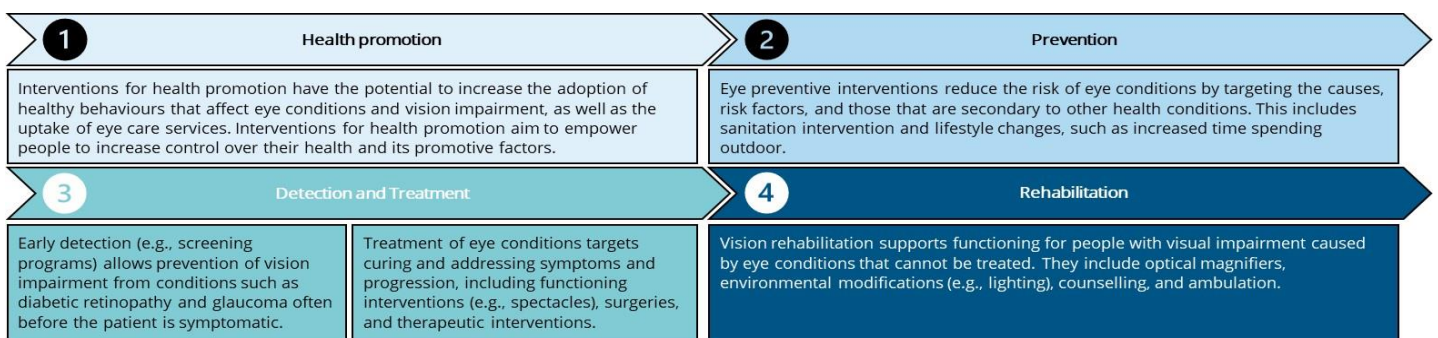 1 Health promotion
Interventions for health promotion have the potential to increase the adoption of
healthy behaviours that affect eye conditions and vision impairment, as well as the
uptake of eye care services. Interventions for health promotion aim to empower
people to increase control over their health and its promotive factors.
2 Prevention
Eye preventive interventions reduce the risk of eye conditions by targeting the causes,
risk factors, and those that are secondary to other health conditions. This includes
sanitation intervention and lifestyle changes, such as increased time spending
outdoor.
3 Detection and Treatment
Early detection (e.g., screening
programs) allows prevention of vision
impairment from conditions such as
diabetic retinopathy and glaucoma often
before the patient is symptomatic.
Treatment of eye conditions targets
curing and addressing symptoms and
progression, including functioning
interventions (e.g., spectacles), surgeries,
and therapeutic interventions.
4 Rehabilitation
Vision rehabilitation supports functioning for people with visual impairment caused
by eye conditions that cannot be treated. They include optical magnifiers,
environmental modifications (e.g., lighting), counselling, and ambulation.